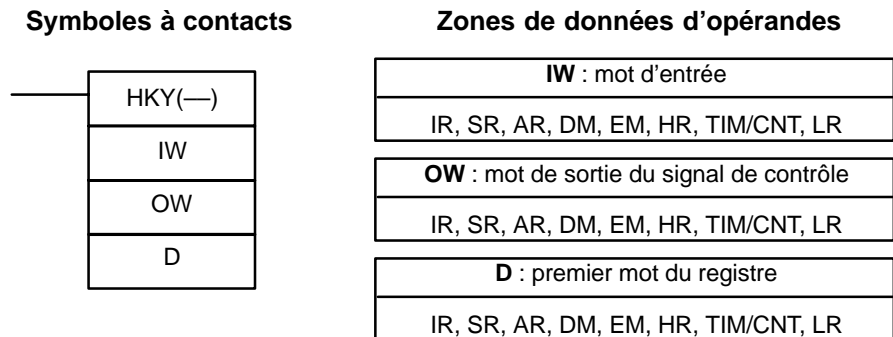 Symboles à contacts
Zones de données d'opérandes
HKY(––)
IW
OW
D
IW : mot d'entrée
IR, SR, AR, DM, EM, HR, TIM/CNT, LR
OW : mot de sortie du signal de contrôle
IR, SR, AR, DM, EM, HR, TIM/CNT, LR
D : premier mot du registre
IR, SR, AR, DM, EM, HR, TIM/CNT, LR